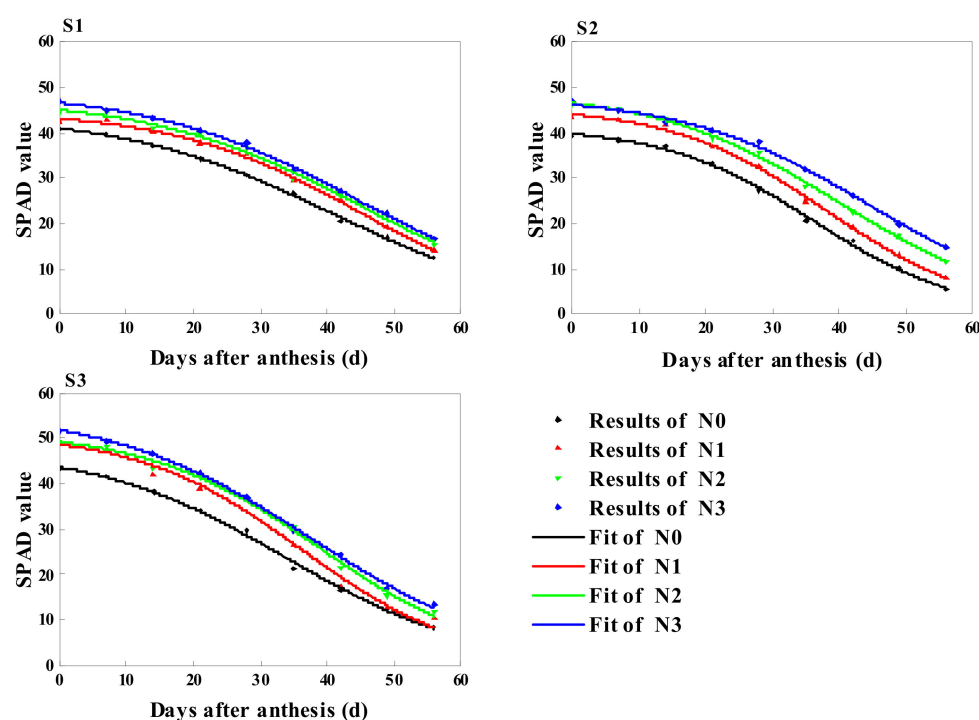 S1
60
50
40
30
20
10
0
SPAD value
0 10 20 30 40 50 60
Days after anthesis (d)
S2
60
50
40
30
20
10
0
SPAD value
0 10 20 30 40 50 60
Days after anthesis (d)
S3
60
50
40
30
20
10
0
SPAD value
0 10 20 30 40 50 60
Days after anthesis (d)
Results of N0
Results of N1
Results of N2
Results of N3
Fit of N0
Fit of N1
Fit of N2
Fit of N3